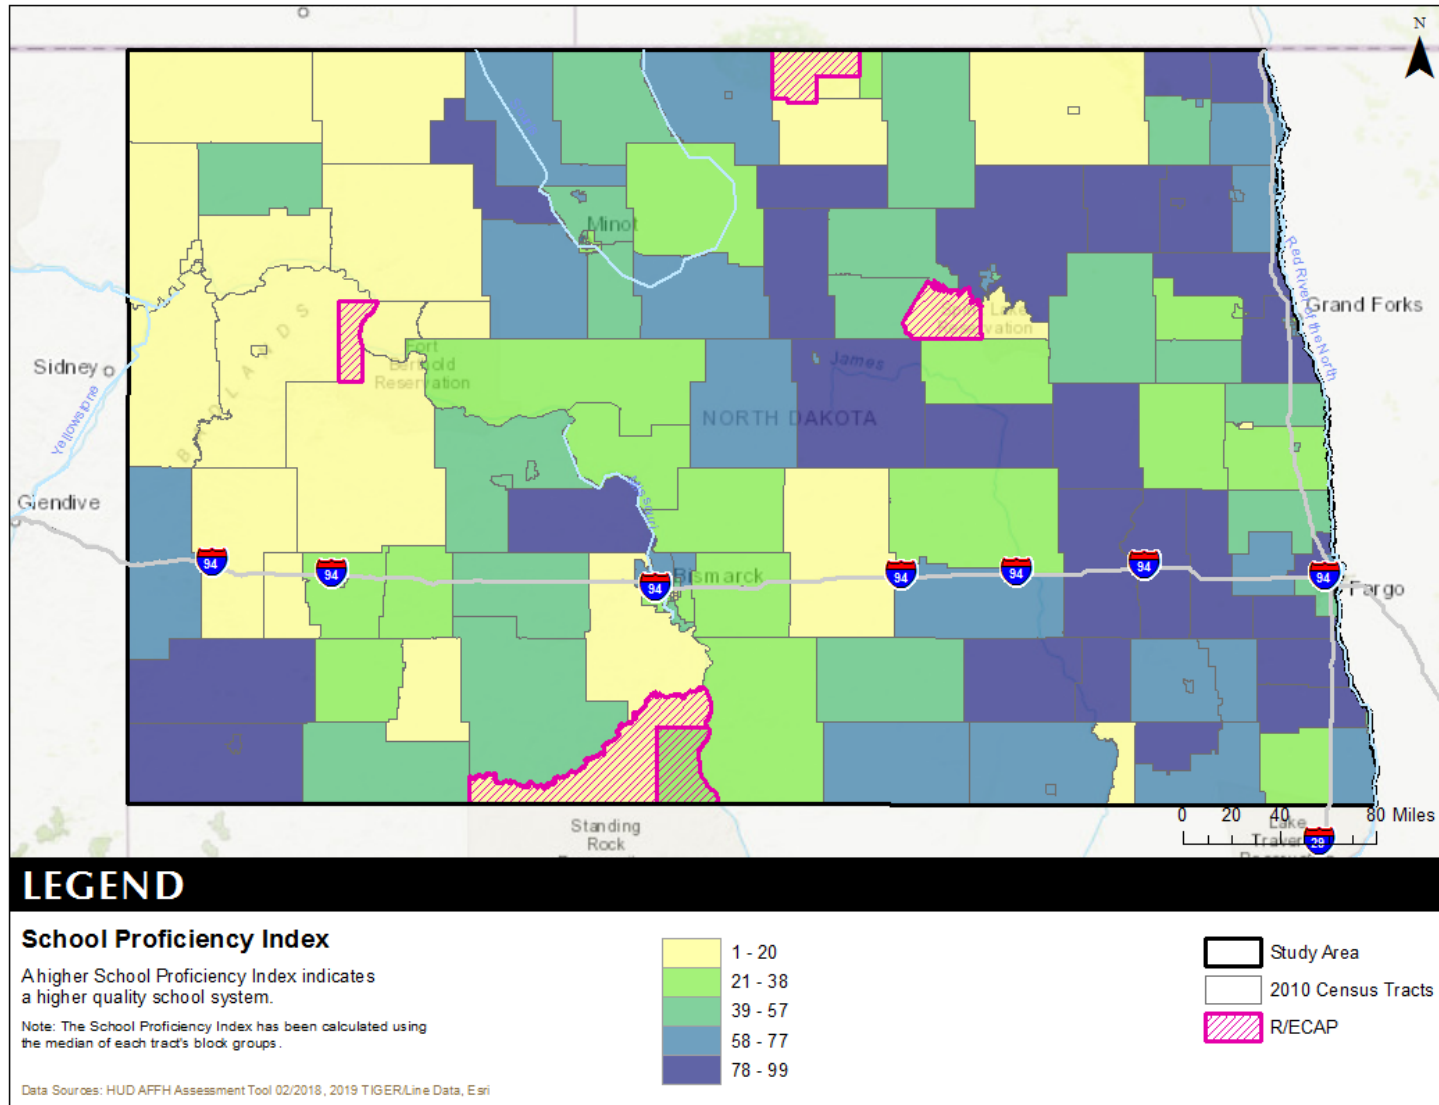 N
Minot
Grand Forks
Red River of the North
Sidney
Fort
Berthold
Reservation
Lake
Reservation
James
BADLANDS
Yellowstone
NORTH DAKOTA
Glendive
Missouri
94
94
94
94
94
94
94
Bismarck
Fargo
0 20 40 80 Miles
Standing
Rock
Lake
29
LEGEND
School Proficiency Index
A higher School Proficiency Index indicates
a higher quality school system.
Note: The School Proficiency Index has been calculated using
the median of each tract's block groups.
Data Sources: HUD AFFH Assessment Tool 02/2018, 2019 TIGER/Line Data, Esri
1 - 20
21 - 38
39 - 57
58 - 77
78 - 99
Study Area
2010 Census Tracts
R/ECAP